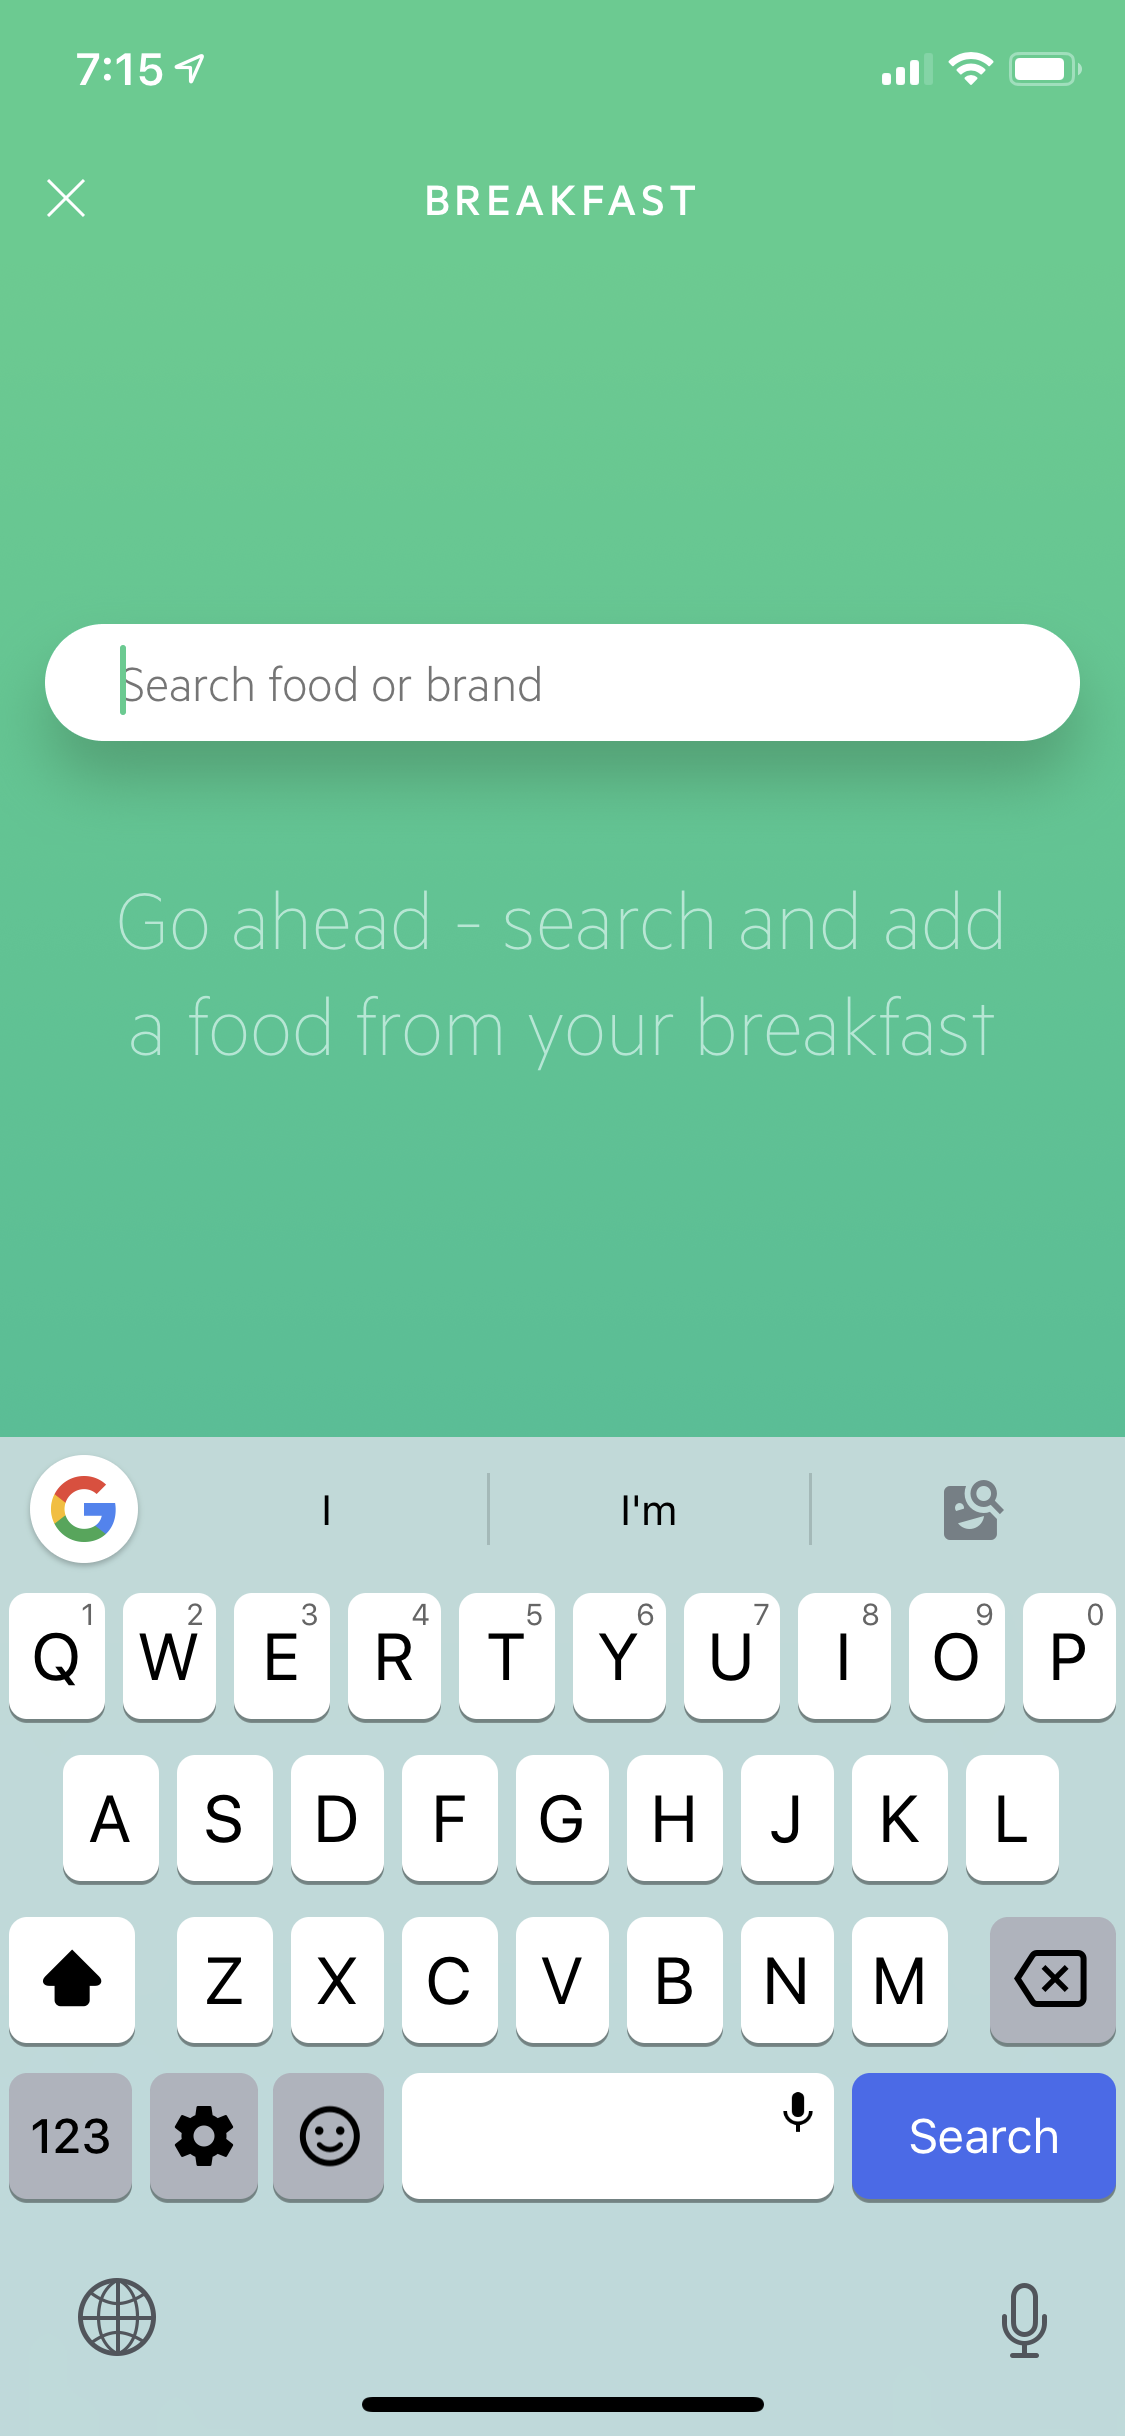 7:15
BREAKFAST
Search food or brand
Go ahead - search and add
a food from your breakfast
G I I'm
Q 1 W 2 E 3 R 4 T 5 Y 6 U 7 I 8 O 9 P 0
A S D F G H J K L
Z X C V B N M
123 Search